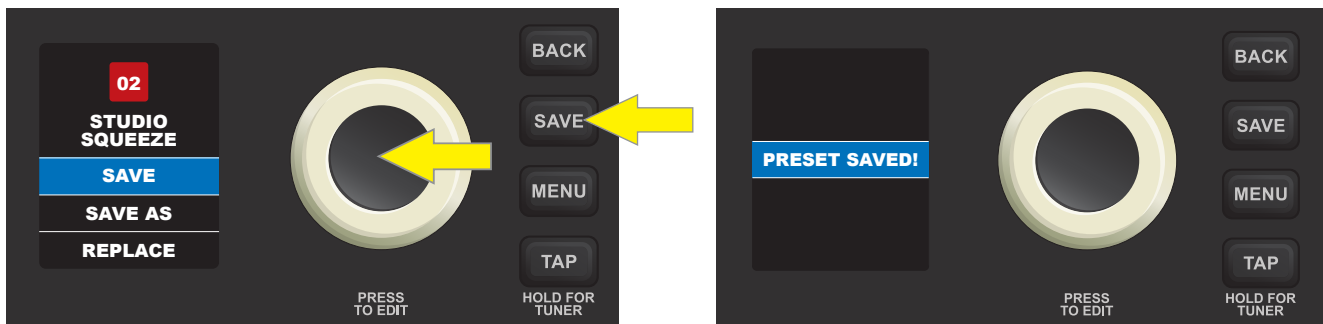 02
STUDIO
SQUEEZE
SAVE
SAVE AS
REPLACE
PRESS
TO EDIT
BACK
SAVE
MENU
TAP
HOLD FOR
TUNER
PRESET SAVED!
PRESS
TO EDIT
BACK
SAVE
MENU
TAP
HOLD FOR
TUNER